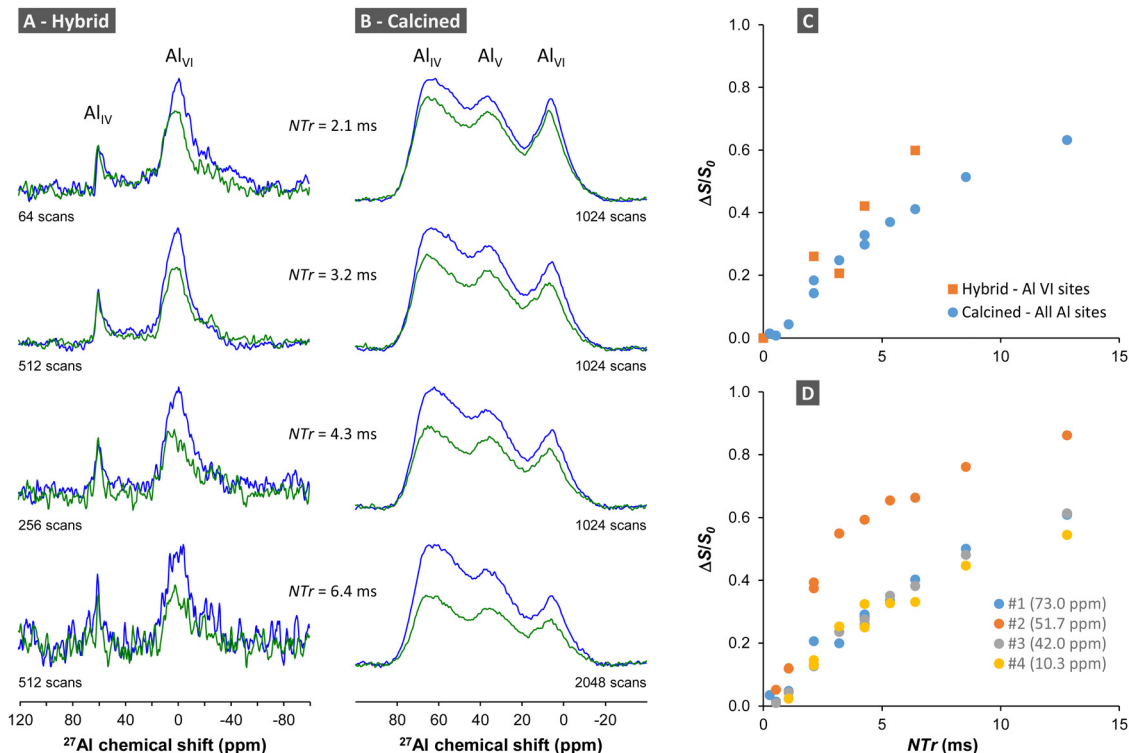 A - Hybrid
Al_VI
Al_IV
64 scans
512 scans
256 scans
512 scans
120 80 40 0 -40 -80
²⁷Al chemical shift (ppm)
NTr = 2.1 ms
NTr = 3.2 ms
NTr = 4.3 ms
NTr = 6.4 ms
B - Calcined
Al_IV Al_V Al_VI
1024 scans
1024 scans
1024 scans
2048 scans
80 60 40 20 0 -20
²⁷Al chemical shift (ppm)
C
1.0
0.8
0.6
0.4
0.2
0.0
ΔS/S₀
Hybrid - Al VI sites
Calcined - All Al sites
0 5 10 15
D
1.0
0.8
0.6
0.4
0.2
0.0
ΔS/S₀
#1 (73.0 ppm)
#2 (51.7 ppm)
#3 (42.0 ppm)
#4 (10.3 ppm)
0 5 10 15
NTr (ms)